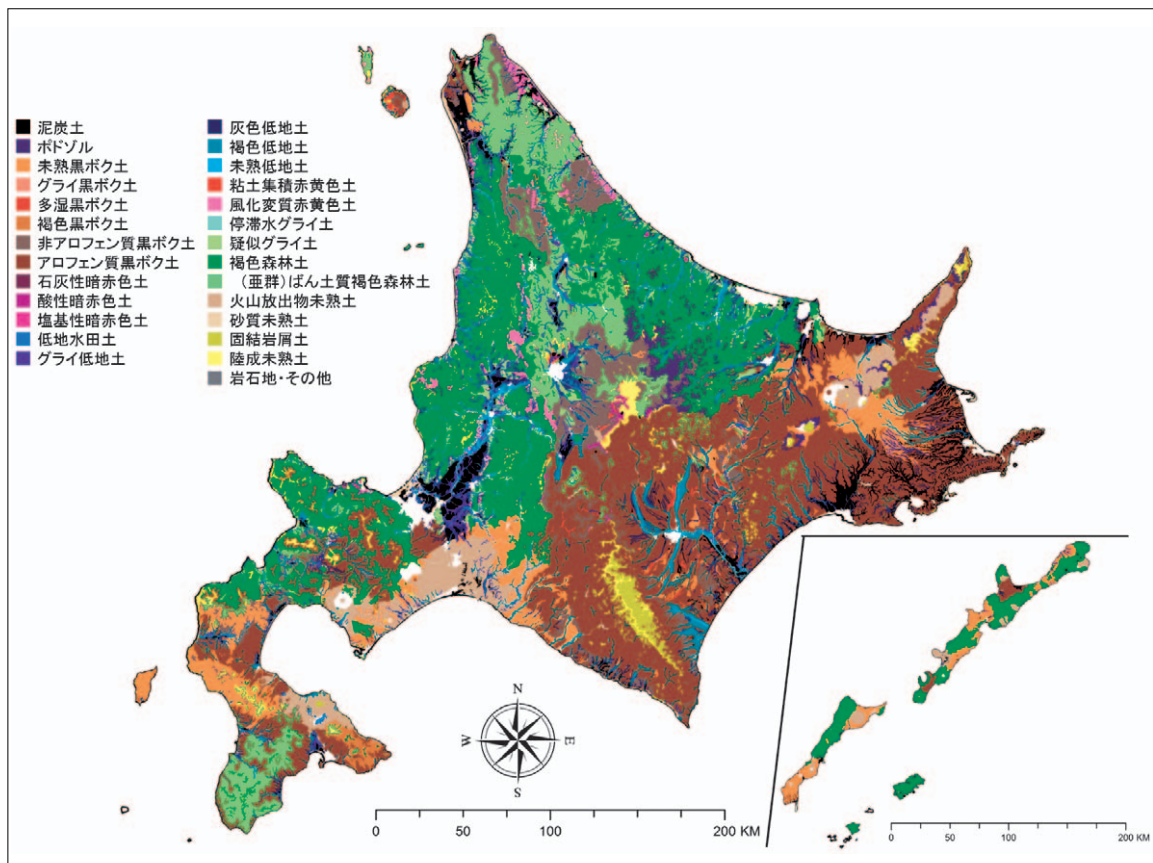 泥炭土
ポドゾル
未熟黒ボク土
グライ黒ボク土
多湿黒ボク土
褐色黒ボク土
非アロフェン質黒ボク土
アロフェン質黒ボク土
石灰性暗赤色土
酸性暗赤色土
塩基性暗赤色土
低地水田土
グライ低地土
灰色低地土
褐色低地土
未熟低地土
粘土集積赤黄色土
風化変質赤黄色土
停滞水グライ土
疑似グライ土
褐色森林土
(亜群)ばん土質褐色森林土
火山放出物未熟土
砂質未熟土
固結岩屑土
陸成未熟土
岩石地・その他
N
W
E
S
0 50 100 200 KM
0 50 100 200 KM